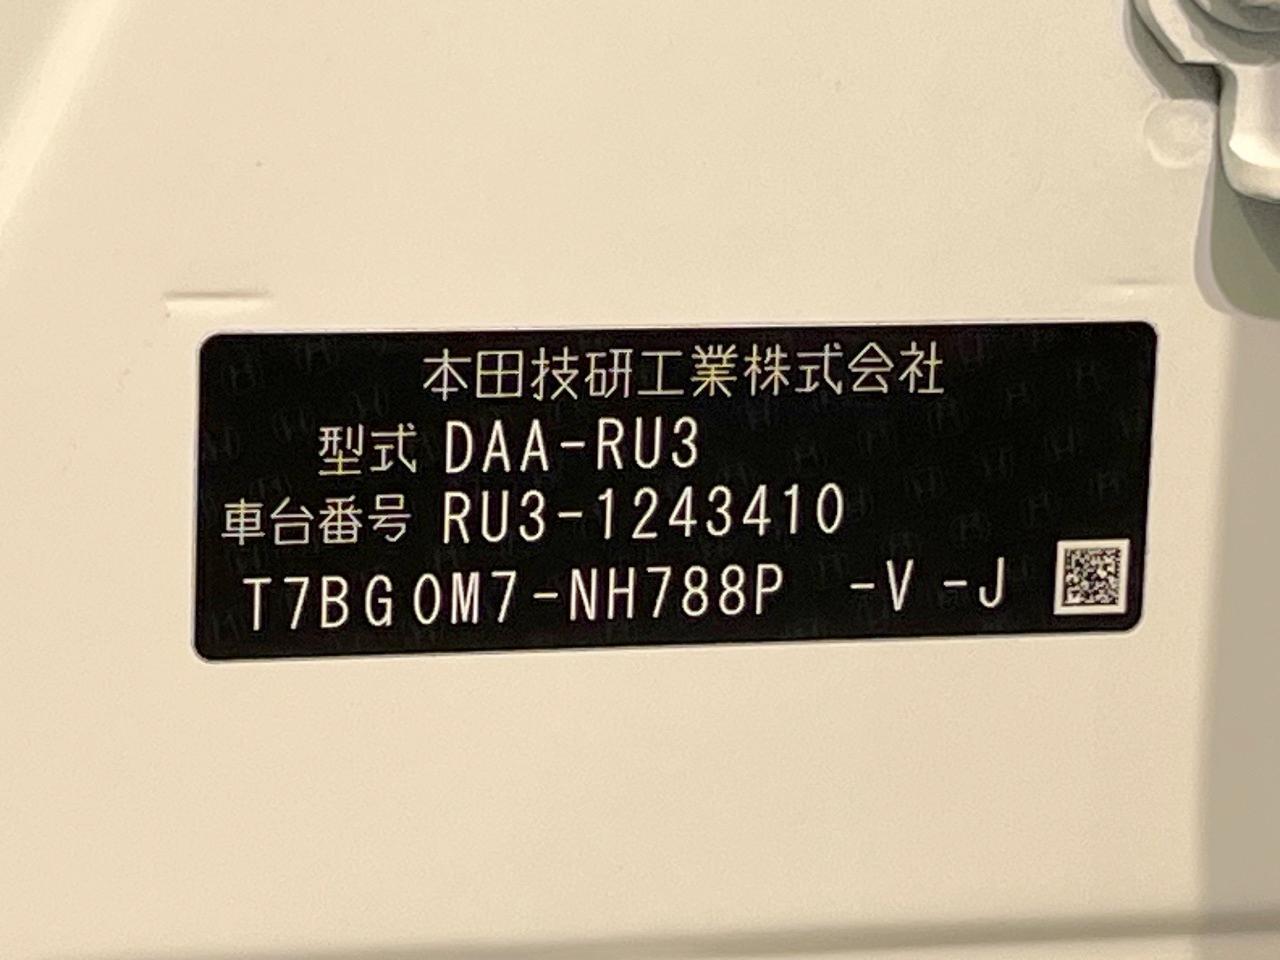 本田技研工業株式会社
型式 DAA-RU3
車台番号 RU3-1243410
T7BG0M7-NH788P -V -J